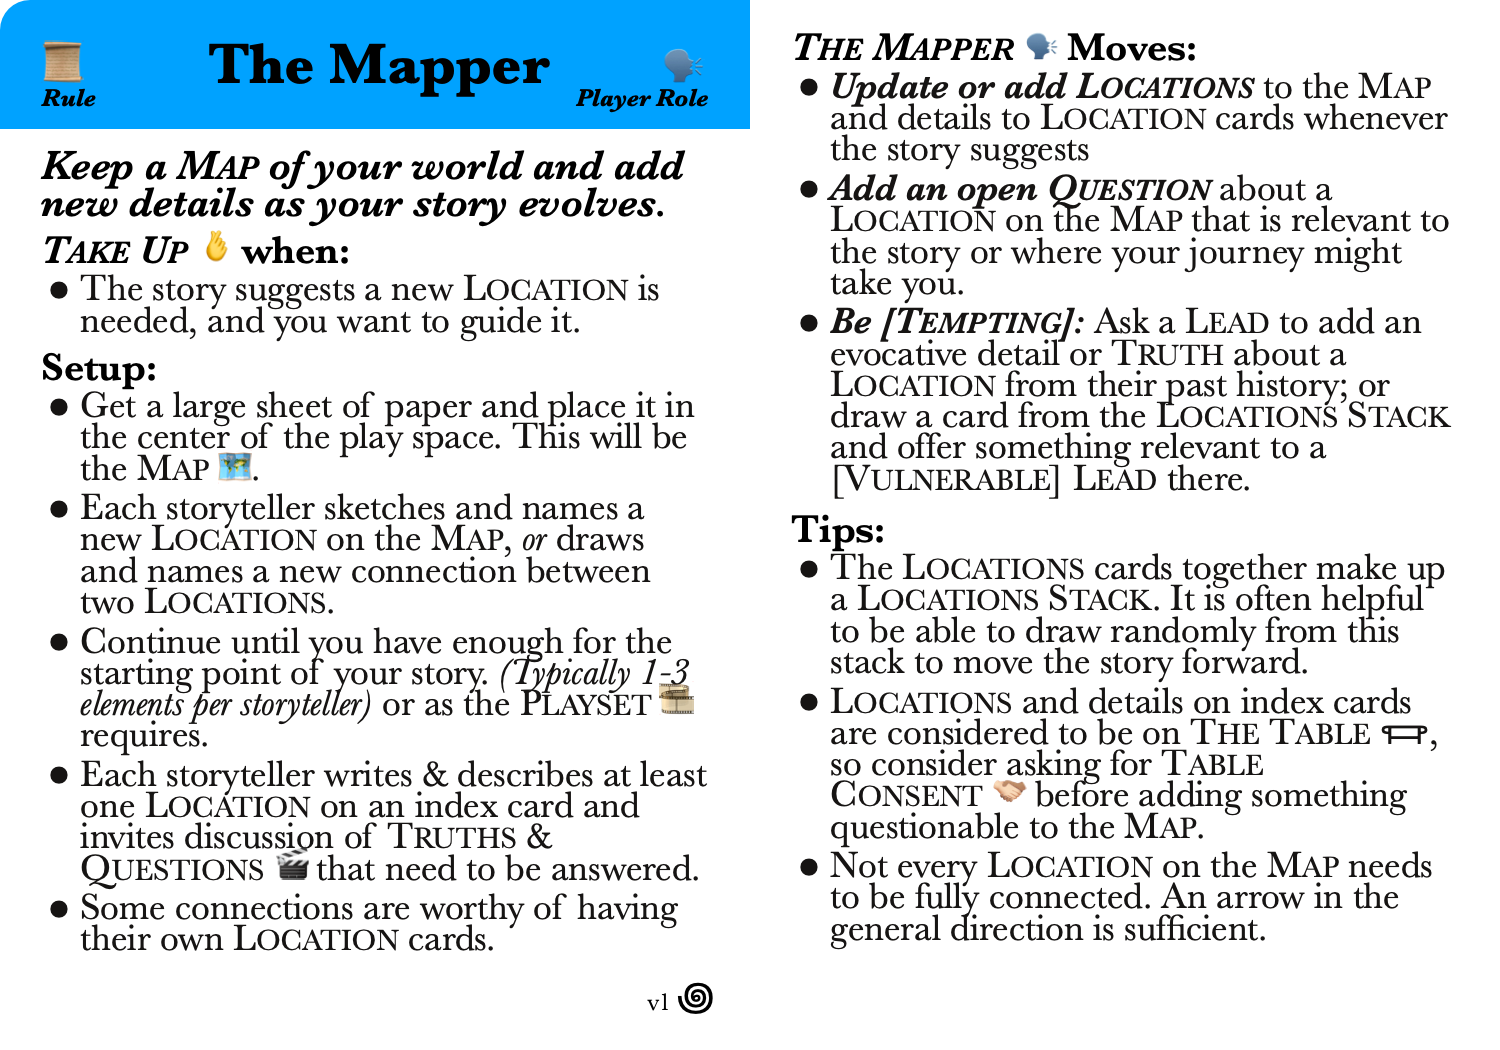 The Mapper
Rule
Player Role
Keep a MAP of your world and add
new details as your story evolves.
TAKE UP 🫰 when:
● The story suggests a new LOCATION is
needed, and you want to guide it.
Setup:
● Get a large sheet of paper and place it in
the center of the play space. This will be
the MAP 🗺️.
● Each storyteller sketches and names a
new LOCATION on the MAP, or draws
and names a new connection between
two LOCATIONS.
● Continue until you have enough for the
starting point of your story. (Typically 1-3
elements per storyteller) or as the PLAYSET 🎞️
requires.
● Each storyteller writes & describes at least
one LOCATION on an index card and
invites discussion of TRUTHS &
QUESTIONS 🎬 that need to be answered.
● Some connections are worthy of having
their own LOCATION cards.
v1
THE MAPPER 🗣️ Moves:
● Update or add LOCATIONS to the MAP
and details to LOCATION cards whenever
the story suggests
● Add an open QUESTION about a
LOCATION on the MAP that is relevant to
the story or where your journey might
take you.
● Be [TEMPTING]: Ask a LEAD to add an
evocative detail or TRUTH about a
LOCATION from their past history; or
draw a card from the LOCATIONS STACK
and offer something relevant to a
[VULNERABLE] LEAD there.
Tips:
● The LOCATIONS cards together make up
a LOCATIONS STACK. It is often helpful
to be able to draw randomly from this
stack to move the story forward.
● LOCATIONS and details on index cards
are considered to be on THE TABLE,
so consider asking for TABLE
CONSENT 🤝 before adding something
questionable to the MAP.
● Not every LOCATION on the MAP needs
to be fully connected. An arrow in the
general direction is sufficient.